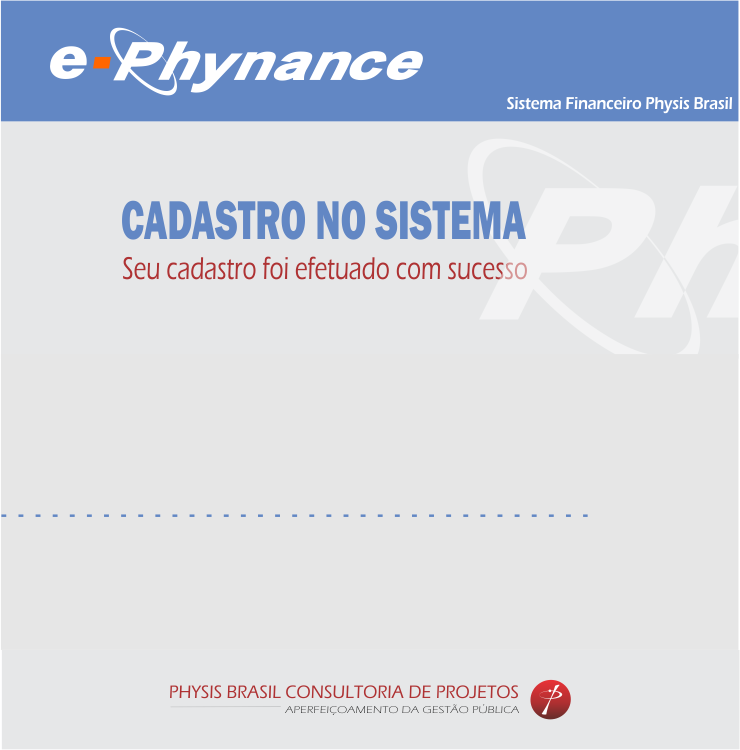 e-Phynance
Sistema Financeiro Physis Brasil
CADASTRO NO SISTEMA
Seu cadastro foi efetuado com sucesso
Ph
PHYSIS BRASIL CONSULTORIA DE PROJETOS
APERFEIÇOAMENTO DA GESTÃO PÚBLICA